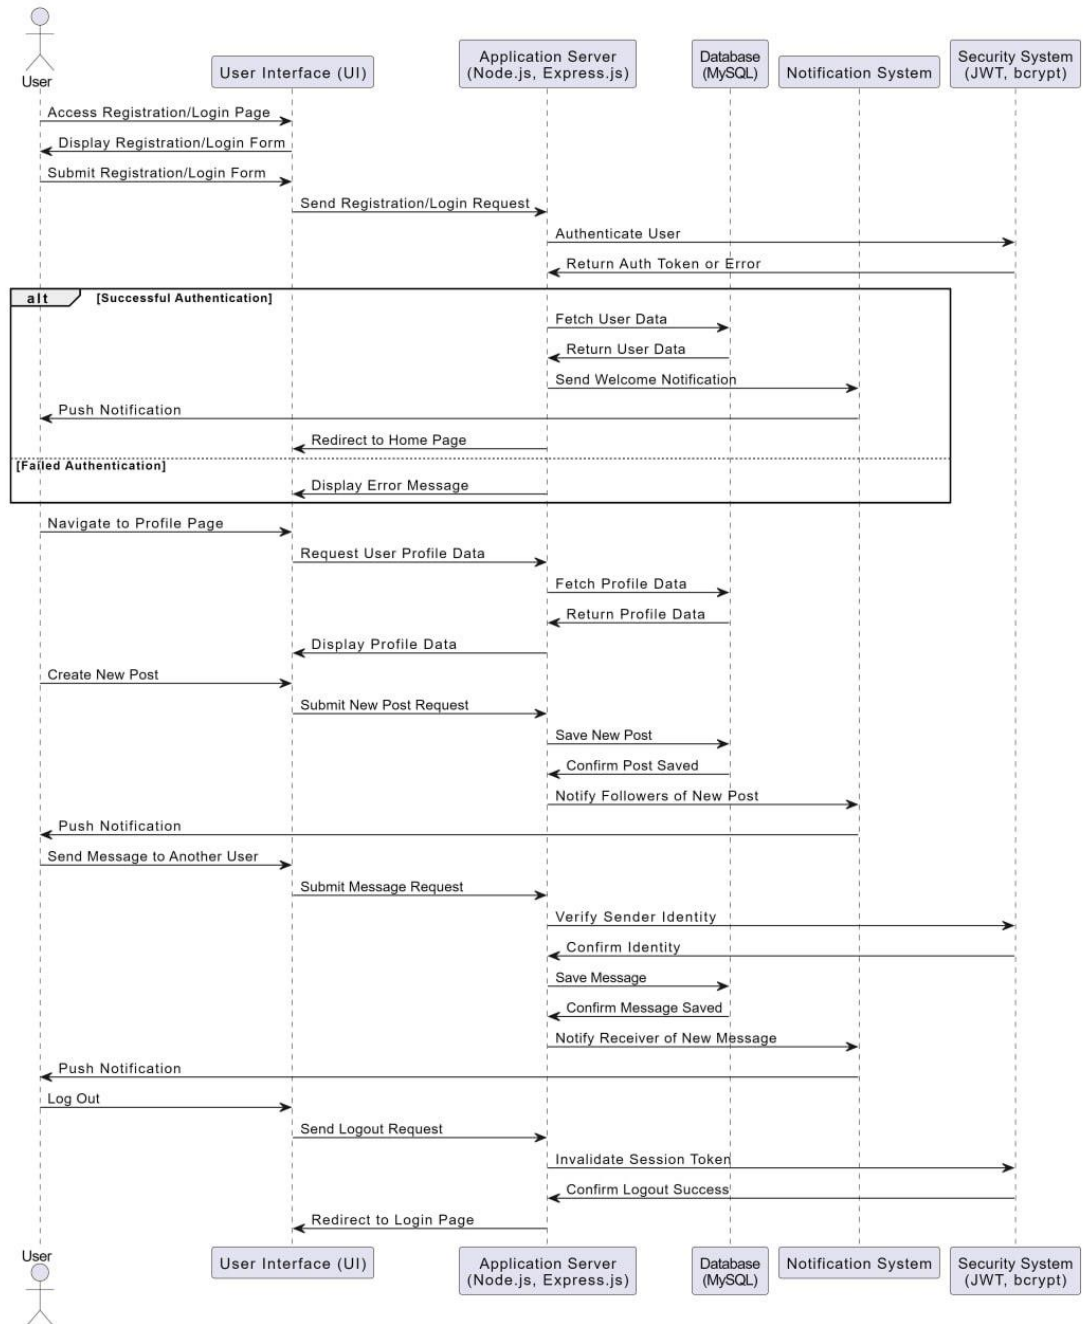 User
User Interface (UI)
Application Server
(Node.js, Express.js)
Database
(MySQL)
Notification System
Security System
(JWT, bcrypt)
Access Registration/Login Page
Display Registration/Login Form
Submit Registration/Login Form
Send Registration/Login Request
Authenticate User
Return Auth Token or Error
alt [Successful Authentication]
Fetch User Data
Return User Data
Send Welcome Notification
Push Notification
Redirect to Home Page
[Failed Authentication]
Display Error Message
Navigate to Profile Page
Request User Profile Data
Fetch Profile Data
Return Profile Data
Display Profile Data
Create New Post
Submit New Post Request
Save New Post
Confirm Post Saved
Notify Followers of New Post
Push Notification
Send Message to Another User
Submit Message Request
Verify Sender Identity
Confirm Identity
Save Message
Confirm Message Saved
Notify Receiver of New Message
Push Notification
Log Out
Send Logout Request
Invalidate Session Token
Confirm Logout Success
Redirect to Login Page
User
User Interface (UI)
Application Server
(Node.js, Express.js)
Database
(MySQL)
Notification System
Security System
(JWT, bcrypt)